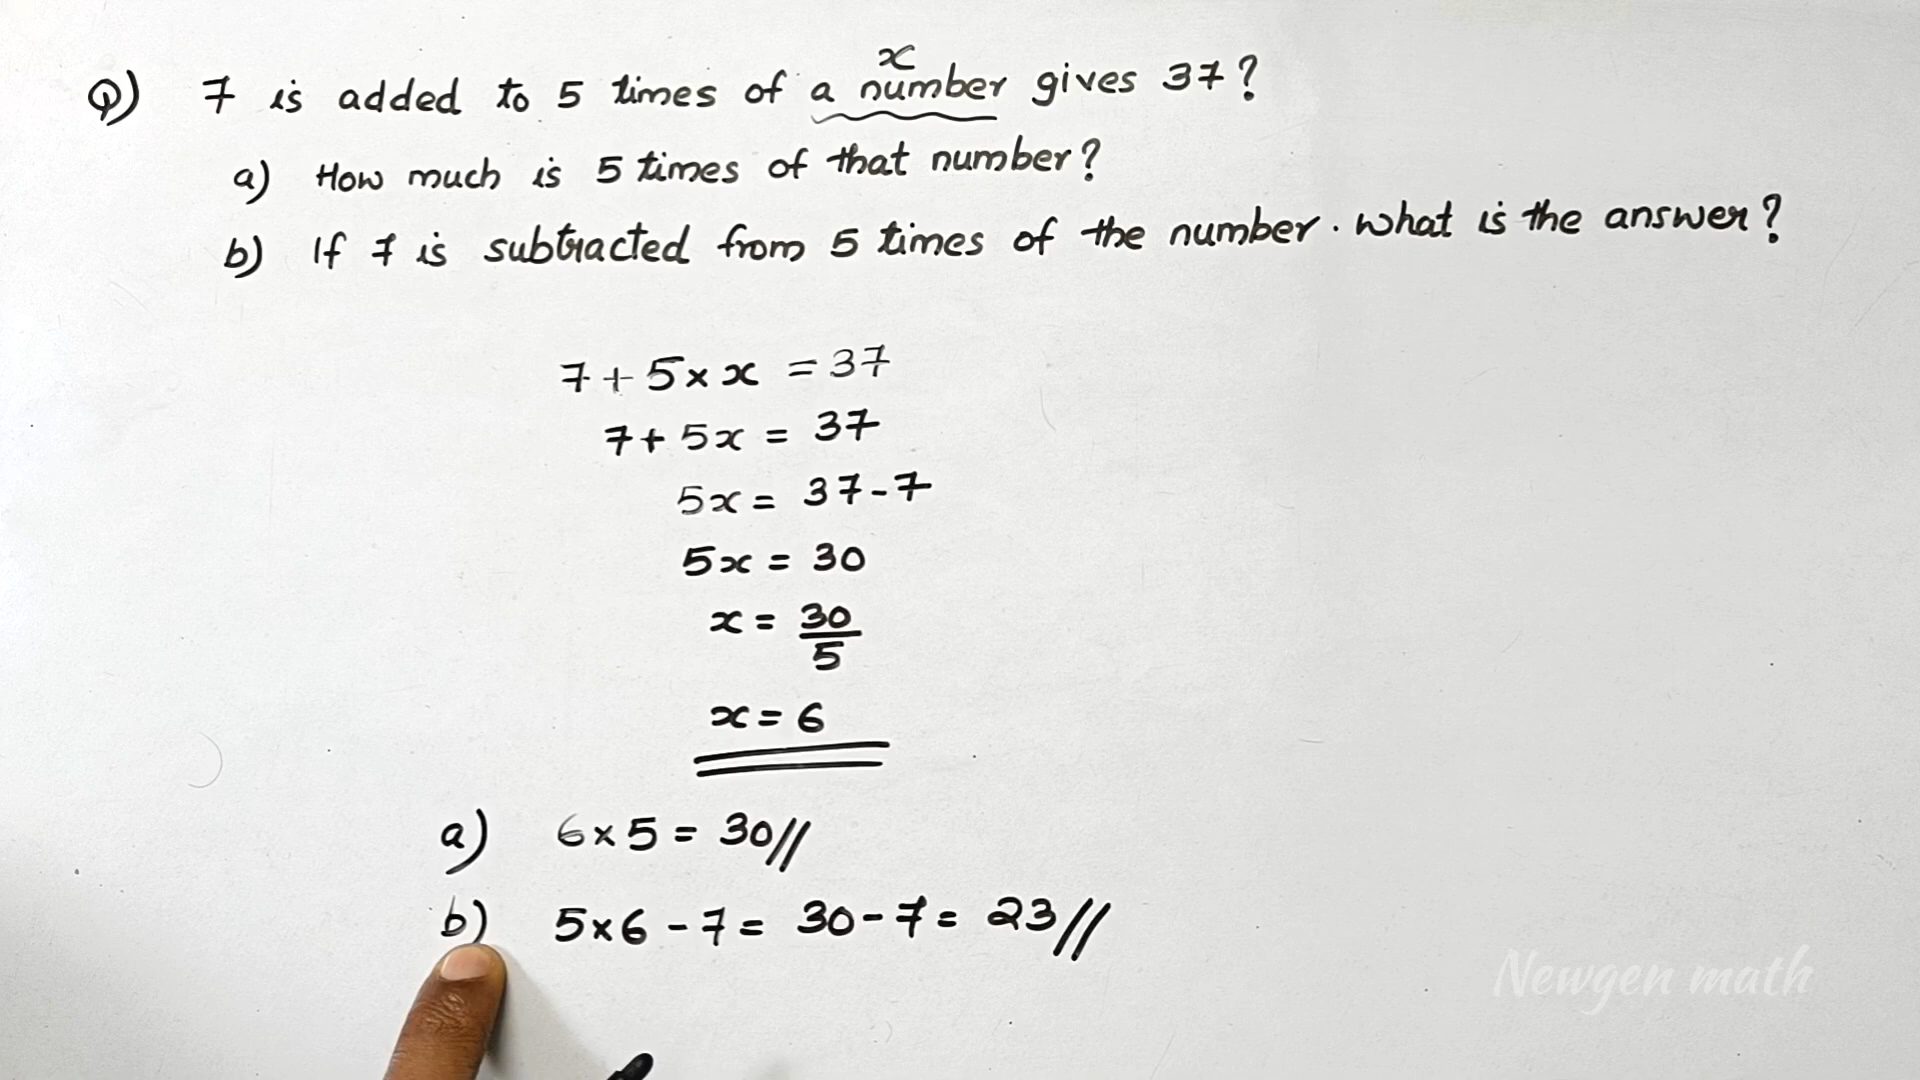 x
Q) 7 is added to 5 times of a number gives 37?
a) How much is 5 times of that number?
b) If 7 is subtracted from 5 times of the number. what is the answer?
7 + 5 × x = 37
7 + 5x = 37
5x = 37 - 7
5x = 30
x = 30/5
x = 6
a) 6 × 5 = 30//
b) 5 × 6 - 7 = 30 - 7 = 23//
Newgen math